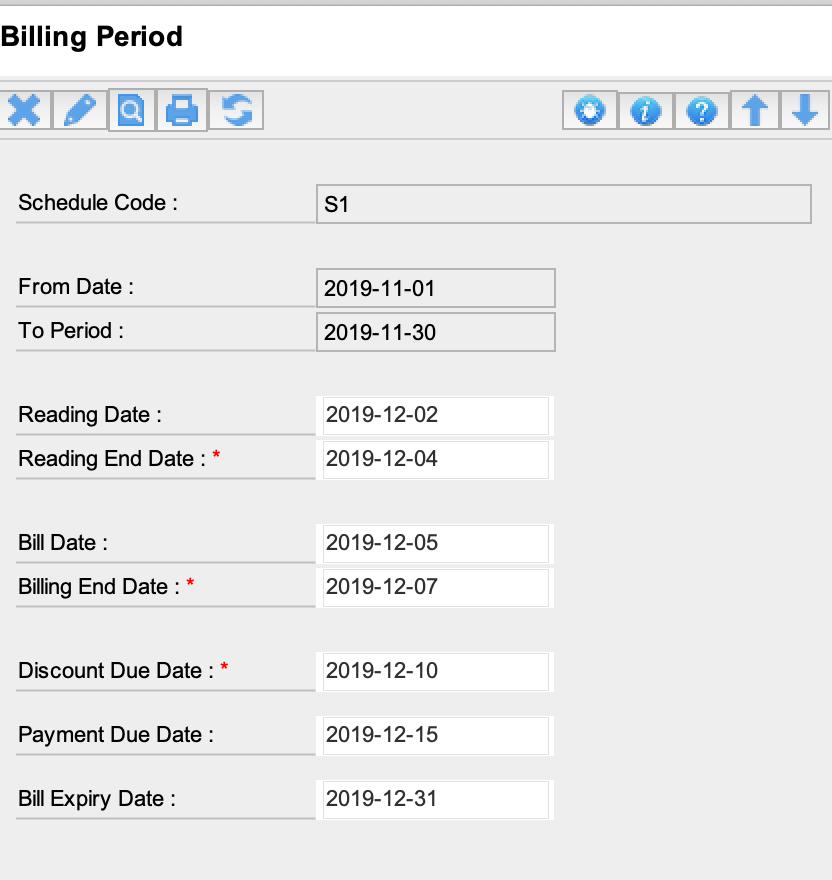 Billing Period
Schedule Code : S1
From Date : 2019-11-01
To Period : 2019-11-30
Reading Date : 2019-12-02
Reading End Date : * 2019-12-04
Bill Date : 2019-12-05
Billing End Date : * 2019-12-07
Discount Due Date : * 2019-12-10
Payment Due Date : 2019-12-15
Bill Expiry Date : 2019-12-31